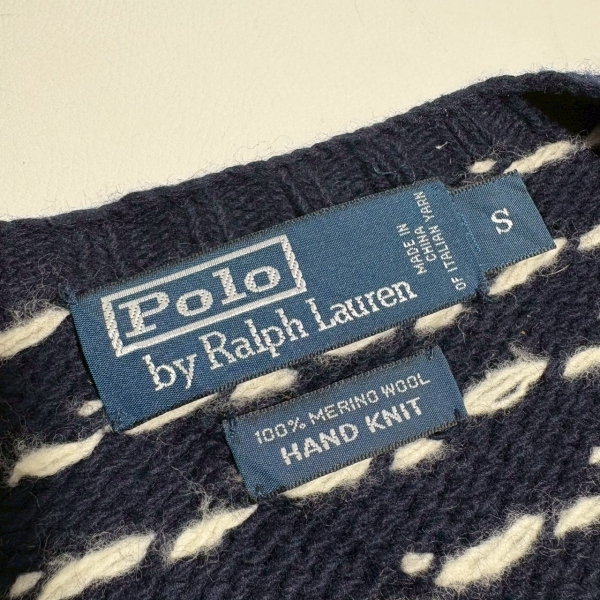 Polo
by Ralph Lauren
MADE IN
CHINA
OF ITALIAN YARN
S
100% MERINO WOOL
HAND KNIT